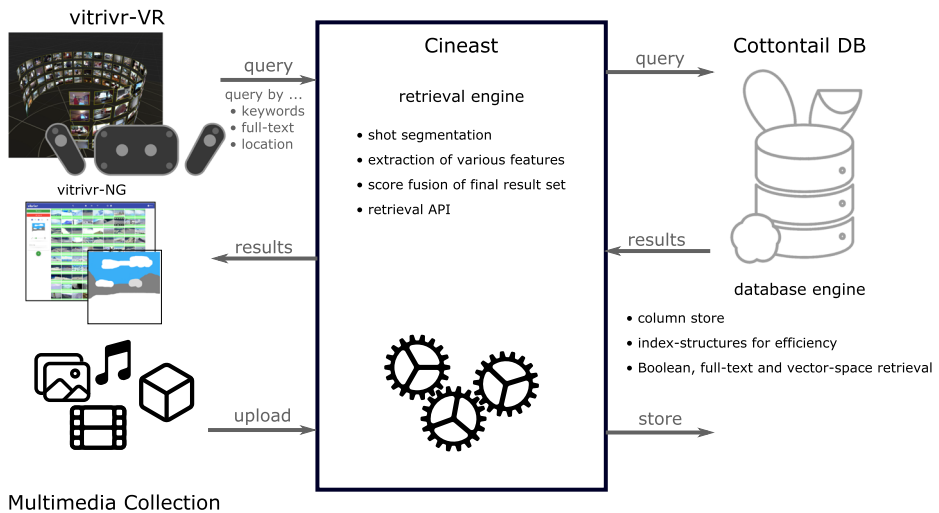 vitrivr-VR
query
query by ...
• keywords
• full-text
• location
vitrivr-NG
results
upload
Multimedia Collection
Cineast
retrieval engine
• shot segmentation
• extraction of various features
• score fusion of final result set
• retrieval API
query
Cottontail DB
results
database engine
• column store
• index-structures for efficiency
• Boolean, full-text and vector-space retrieval
store